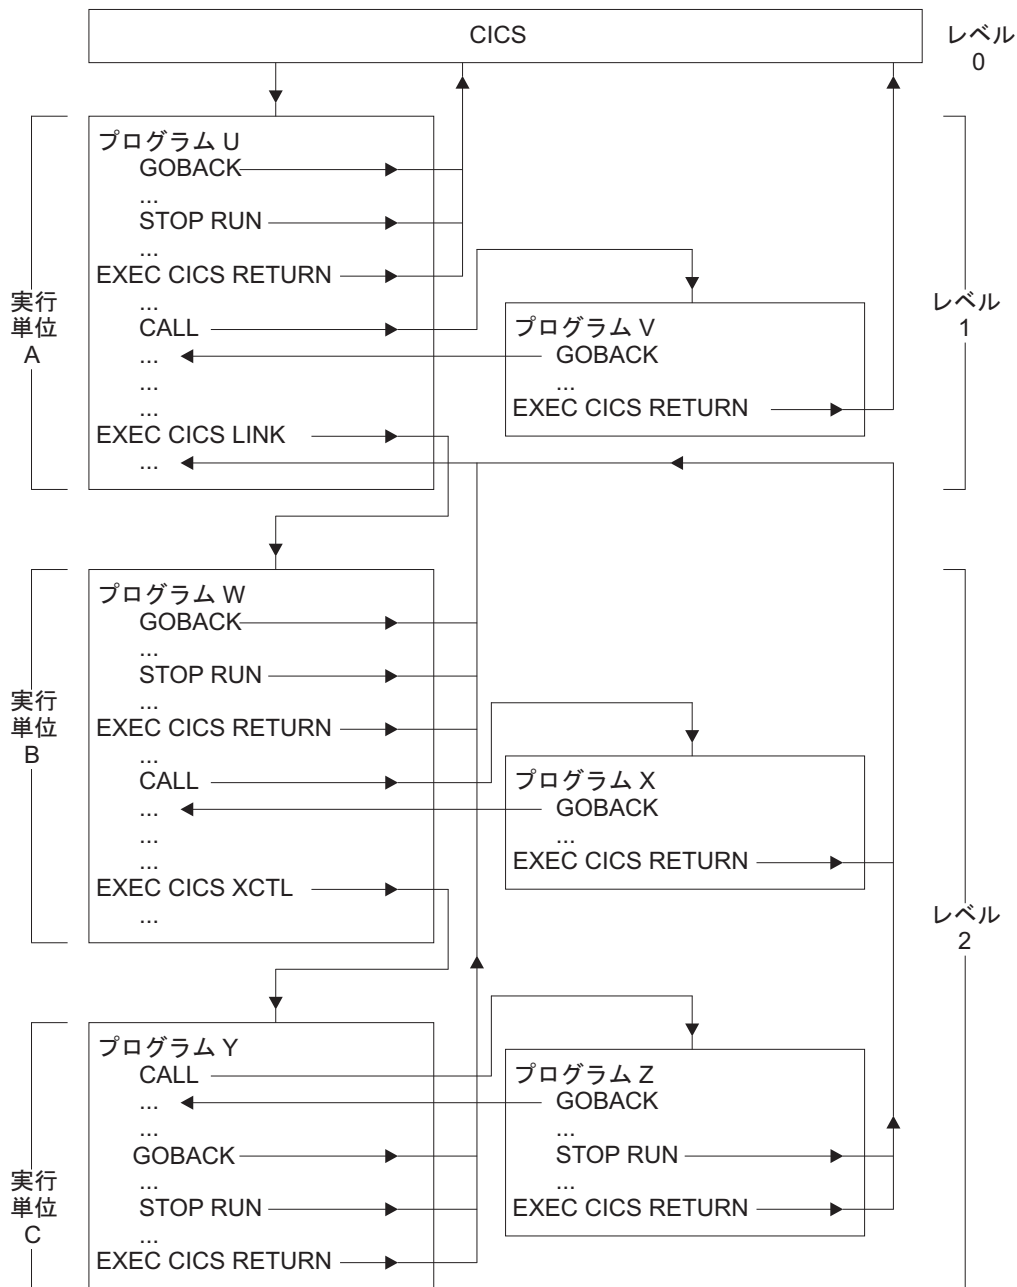 CICS
レベル
0
実行
単位
A
プログラム U
GOBACK
...
STOP RUN
...
EXEC CICS RETURN
...
CALL
...
...
...
EXEC CICS LINK
...
プログラム V
GOBACK
...
EXEC CICS RETURN
レベル
1
実行
単位
B
プログラム W
GOBACK
...
STOP RUN
...
EXEC CICS RETURN
...
CALL
...
...
...
EXEC CICS XCTL
...
プログラム X
GOBACK
...
EXEC CICS RETURN
レベル
2
実行
単位
C
プログラム Y
CALL
...
...
GOBACK
...
STOP RUN
...
EXEC CICS RETURN
プログラム Z
GOBACK
...
STOP RUN
...
EXEC CICS RETURN